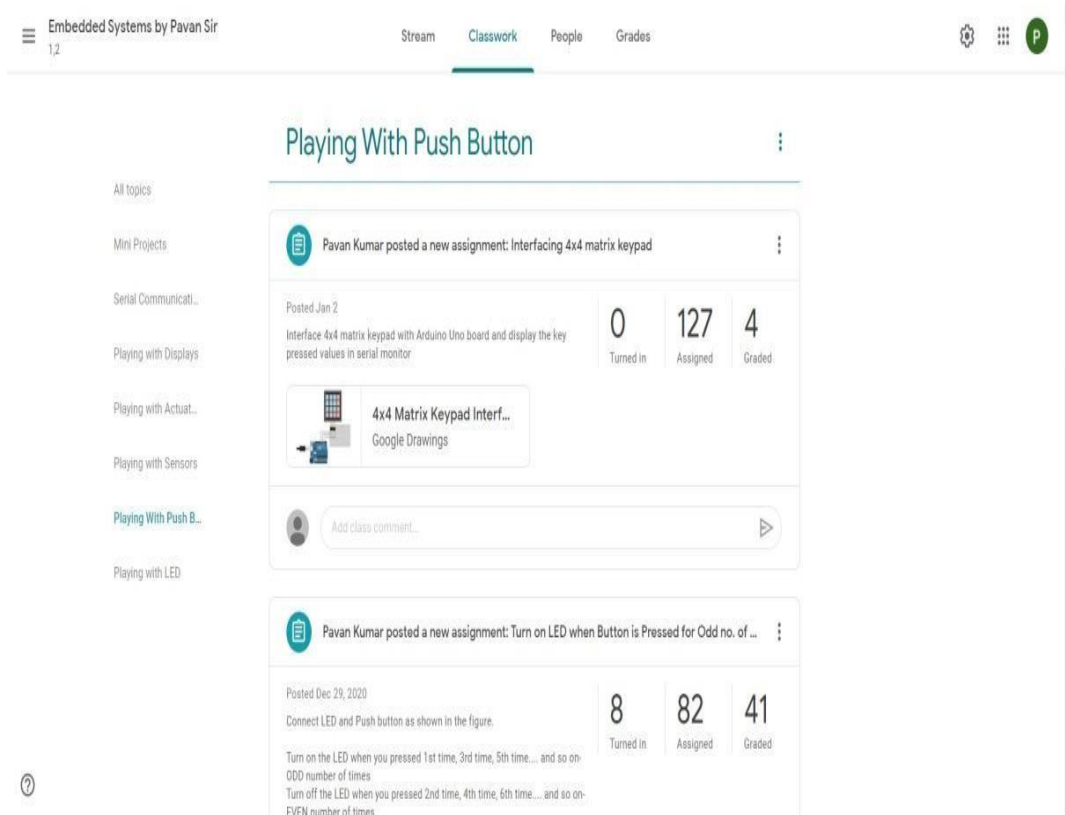 Embedded Systems by Pavan Sir
1,2
Stream
Classwork
People
Grades
P
Playing With Push Button
All topics
Mini Projects
Serial Communicati...
Playing with Displays
Playing with Actuat...
Playing with Sensors
Playing With Push B...
Playing with LED
Pavan Kumar posted a new assignment: Interfacing 4x4 matrix keypad
Posted Jan 2
Interface 4x4 matrix keypad with Arduino Uno board and display the key
pressed values in serial monitor
0
Turned in
127
Assigned
4
Graded
4x4 Matrix Keypad Interf...
Google Drawings
Add class comment...
Pavan Kumar posted a new assignment: Turn on LED when Button is Pressed for Odd no. of ...
Posted Dec 29, 2020
Connect LED and Push button as shown in the figure.
8
Turned in
82
Assigned
41
Graded
Turn on the LED when you pressed 1st time, 3rd time, 5th time.... and so on-
ODD number of times
Turn off the LED when you pressed 2nd time, 4th time, 6th time.... and so on-
EVEN number of times